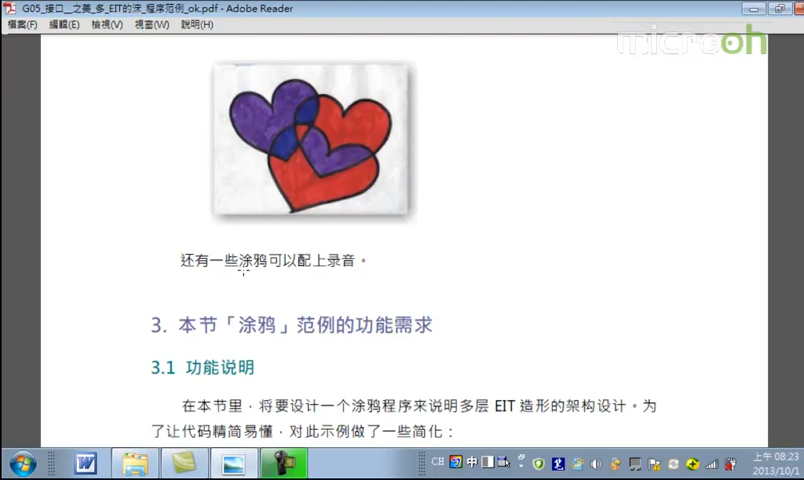 G05_接口__之美_多_EIT的沫_程序范例_ok.pdf - Adobe Reader
檔案(F) 編輯(E) 檢視(V) 視窗(W) 說明(H)
microoh
还有一些涂鸦可以配上录音。
3. 本节「涂鸦」范例的功能需求
3.1 功能说明
在本节里，将要设计一个涂鸦程序来说明多层 EIT 造形的架构设计。为
了让代码精简易懂，对此示例做了一些简化：
CH 中 上午 08:23
2013/10/1